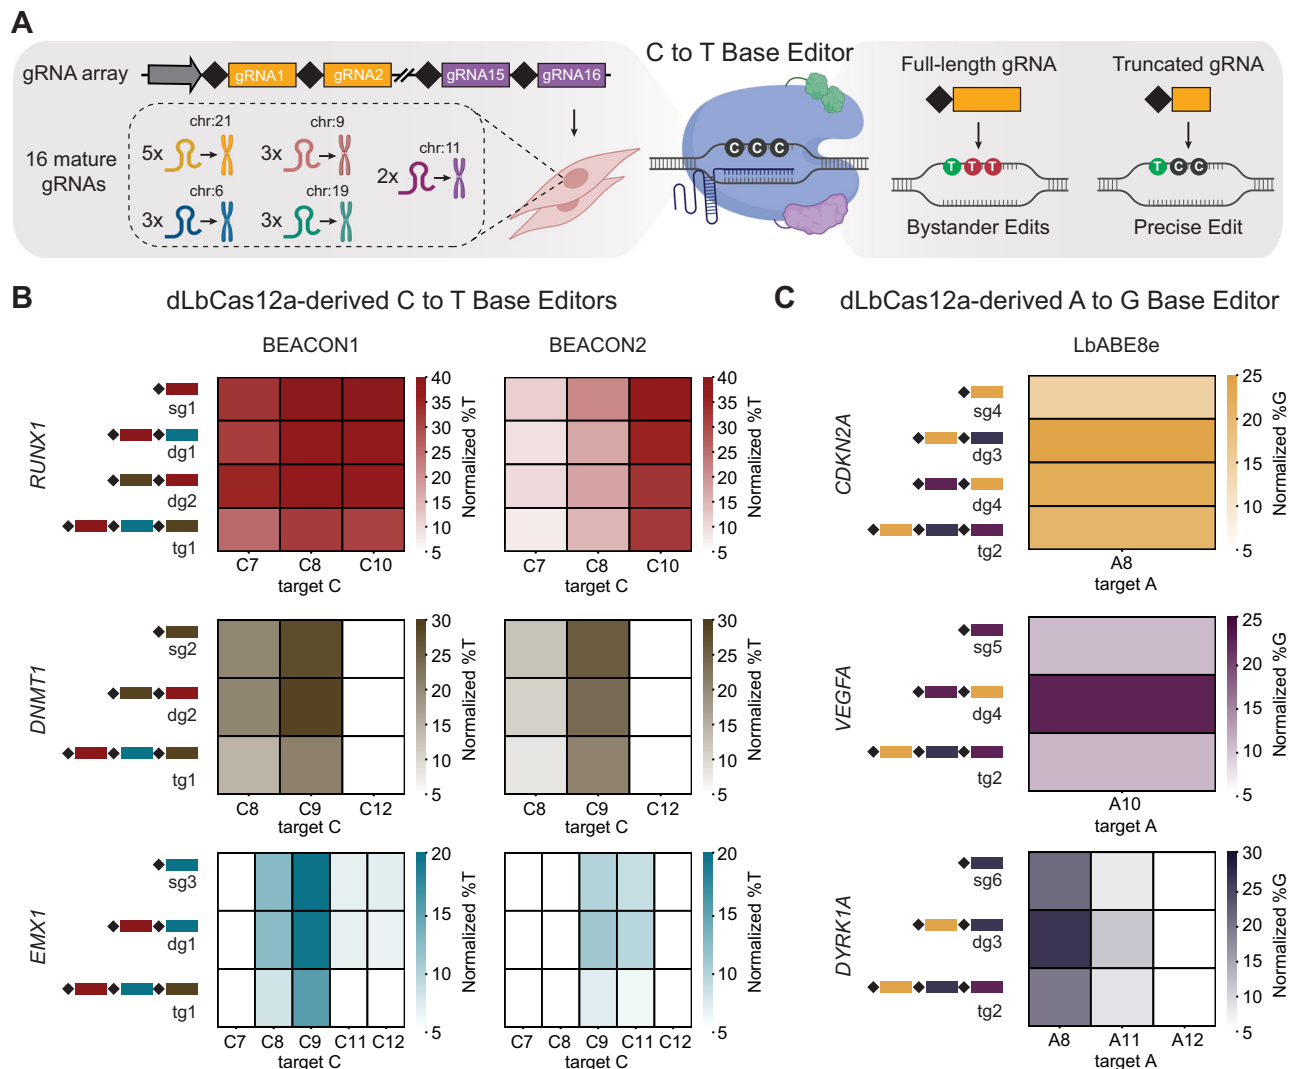 A
gRNA array
gRNA1
gRNA2
gRNA15
gRNA16
16 mature
gRNAs
chr:21
5x
chr:9
3x
chr:11
2x
chr:6
3x
chr:19
3x
C to T Base Editor
C C C
Full-length gRNA
T T T
Bystander Edits
Truncated gRNA
T C C
Precise Edit
B
dLbCas12a-derived C to T Base Editors
BEACON1
BEACON2
RUNX1
sg1
dg1
dg2
tg1
C7 C8 C10
target C
40
35
30
25
20
15
10
5
Normalized %T
C7 C8 C10
target C
40
35
30
25
20
15
10
5
Normalized %T
DNMT1
sg2
dg2
tg1
C8 C9 C12
target C
30
25
20
15
10
5
Normalized %T
C8 C9 C12
target C
30
25
20
15
10
5
Normalized %T
EMX1
sg3
dg1
tg1
C7 C8 C9 C11 C12
target C
20
15
10
5
Normalized %T
C7 C8 C9 C11 C12
target C
20
15
10
5
Normalized %T
C
dLbCas12a-derived A to G Base Editor
LbABE8e
CDKN2A
sg4
dg3
dg4
tg2
A8
target A
25
20
15
10
5
Normalized %G
VEGFA
sg5
dg4
tg2
A10
target A
25
20
15
10
5
Normalized %G
DYRK1A
sg6
dg3
tg2
A8 A11 A12
target A
30
25
20
15
10
5
Normalized %G